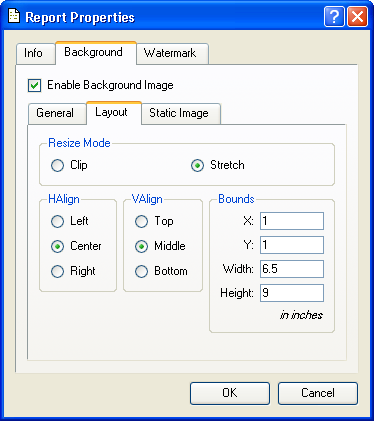 Report Properties
Info Background Watermark
Enable Background Image
General Layout Static Image
Resize Mode
Clip Stretch
HAlign VAlign Bounds
Left Top X: 1
Center Middle Y: 1
Right Bottom Width: 6.5
Height: 9
in inches
OK Cancel